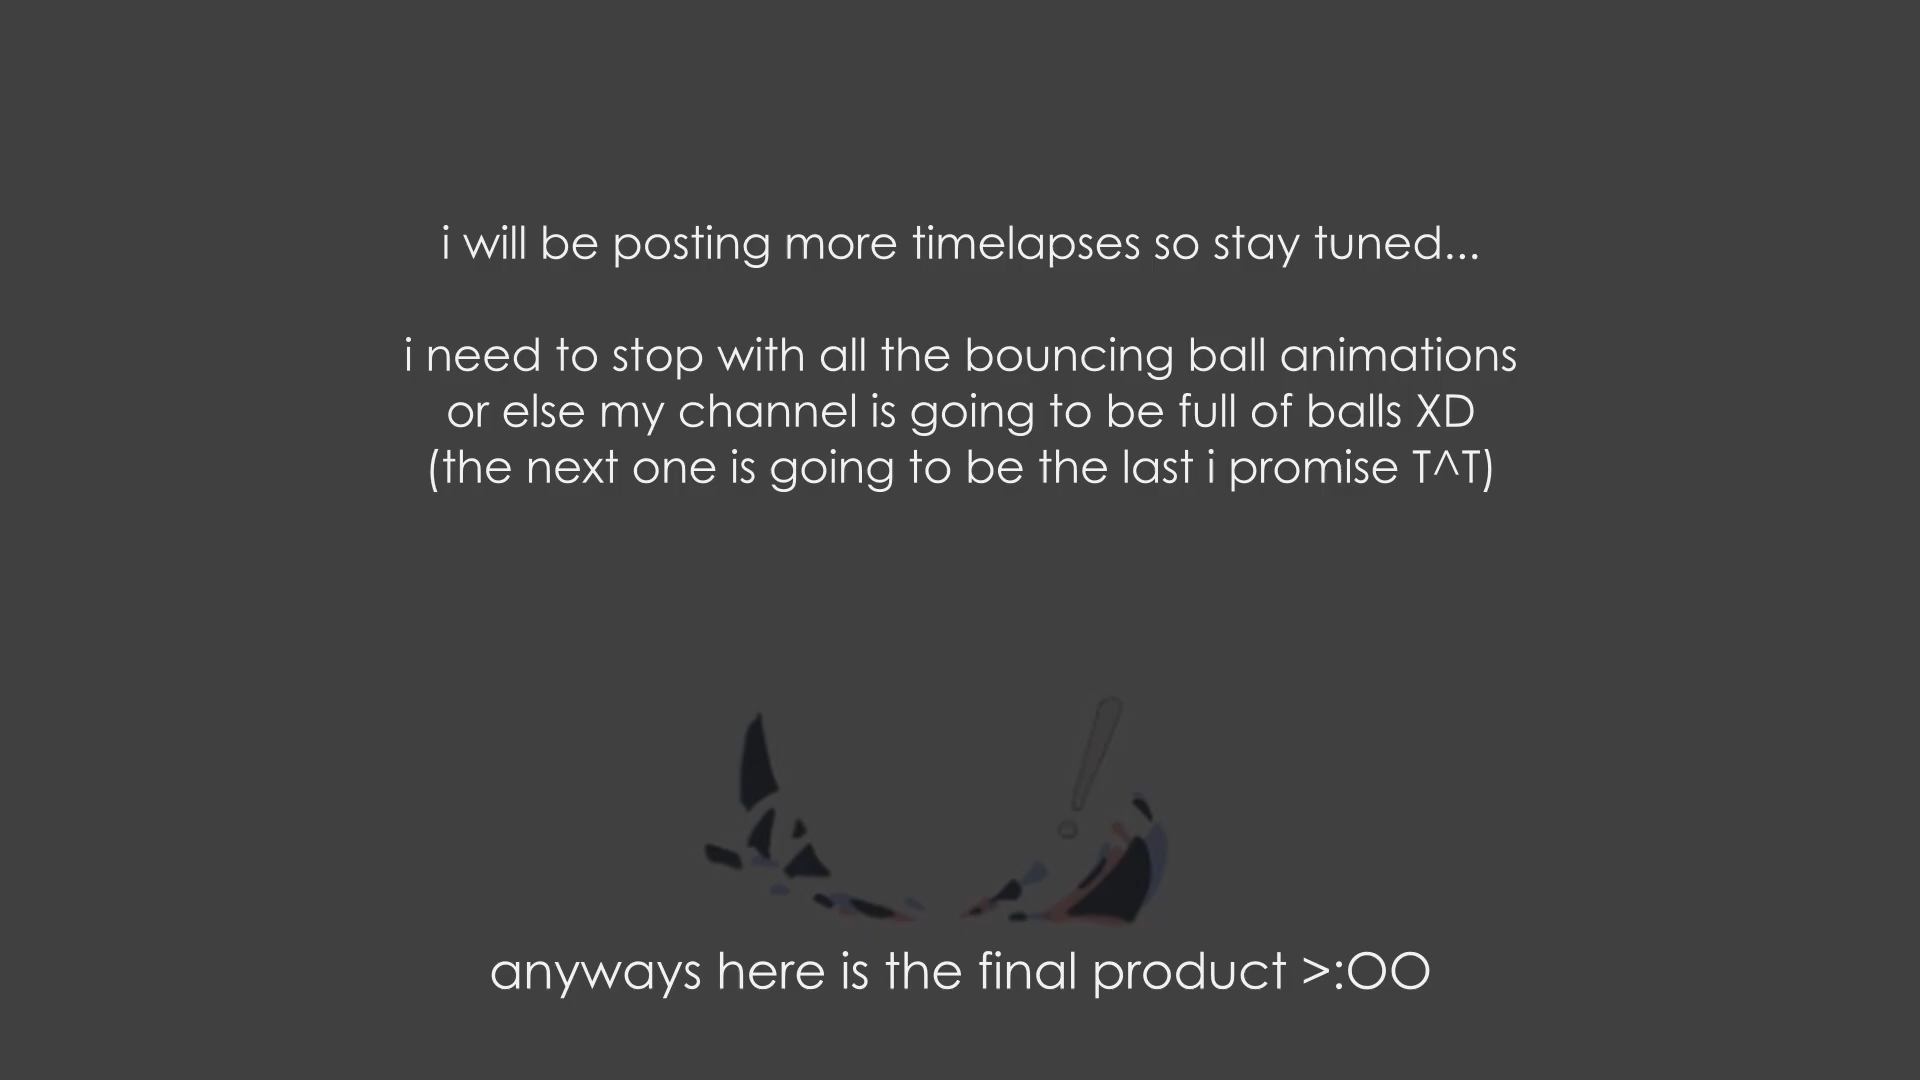 i will be posting more timelapses so stay tuned...
i need to stop with all the bouncing ball animations
or else my channel is going to be full of balls XD
(the next one is going to be the last i promise T^T)
anyways here is the final product >:OO